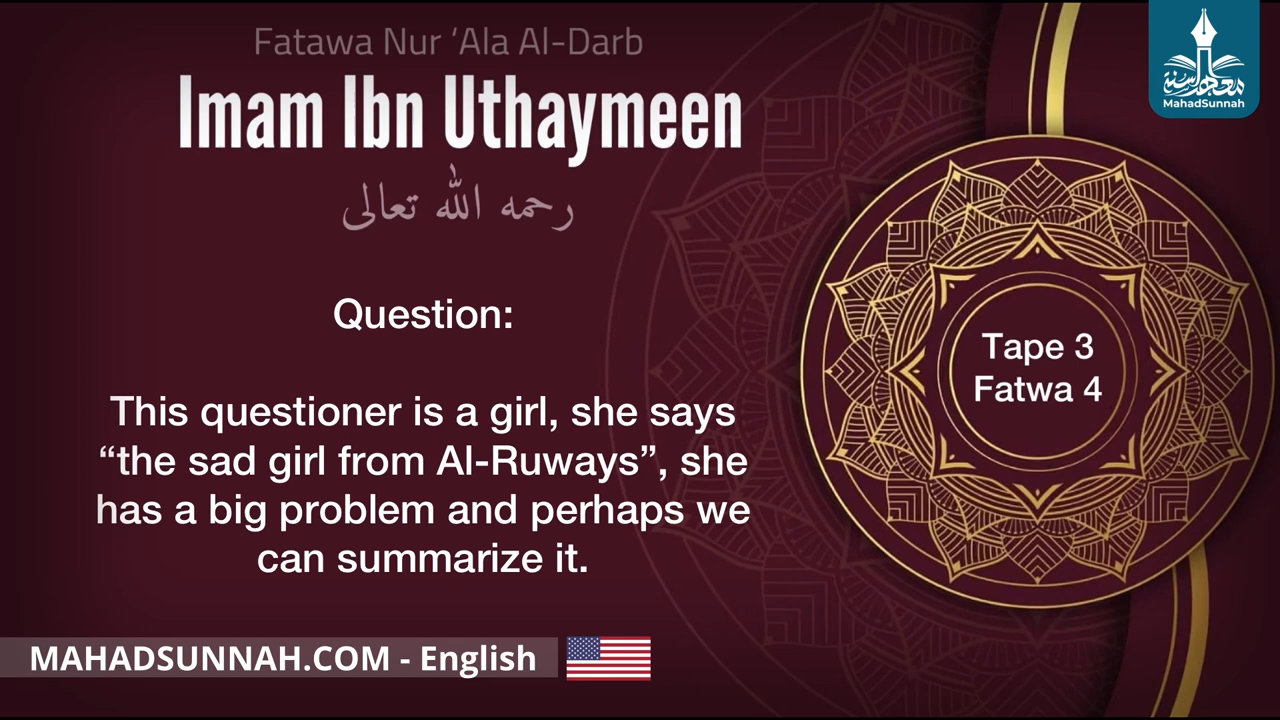 Fatawa Nur ‘Ala Al-Darb
Imam Ibn Uthaymeen
رحمه الله تعالى
معهد السنة
MahadSunnah
Question:
This questioner is a girl, she says
“the sad girl from Al-Ruways”, she
has a big problem and perhaps we
can summarize it.
Tape 3
Fatwa 4
MAHADSUNNAH.COM - English